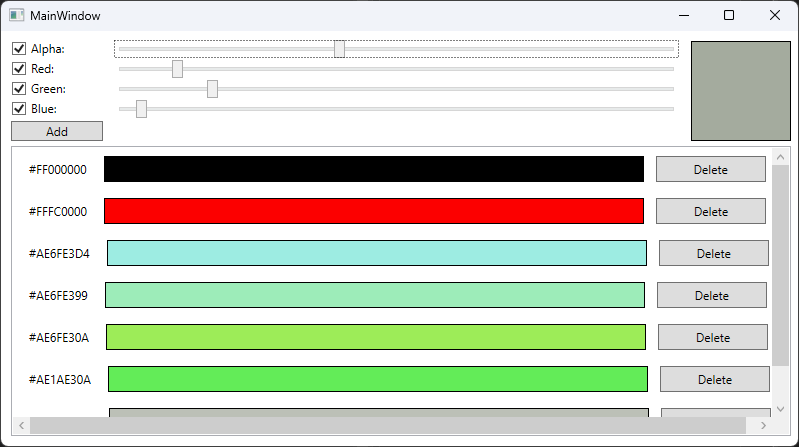 MainWindow
Alpha:
Red:
Green:
Blue:
Add
#FF000000 Delete
#FFFC0000 Delete
#AE6FE3D4 Delete
#AE6FE399 Delete
#AE6FE30A Delete
#AE1AE30A Delete